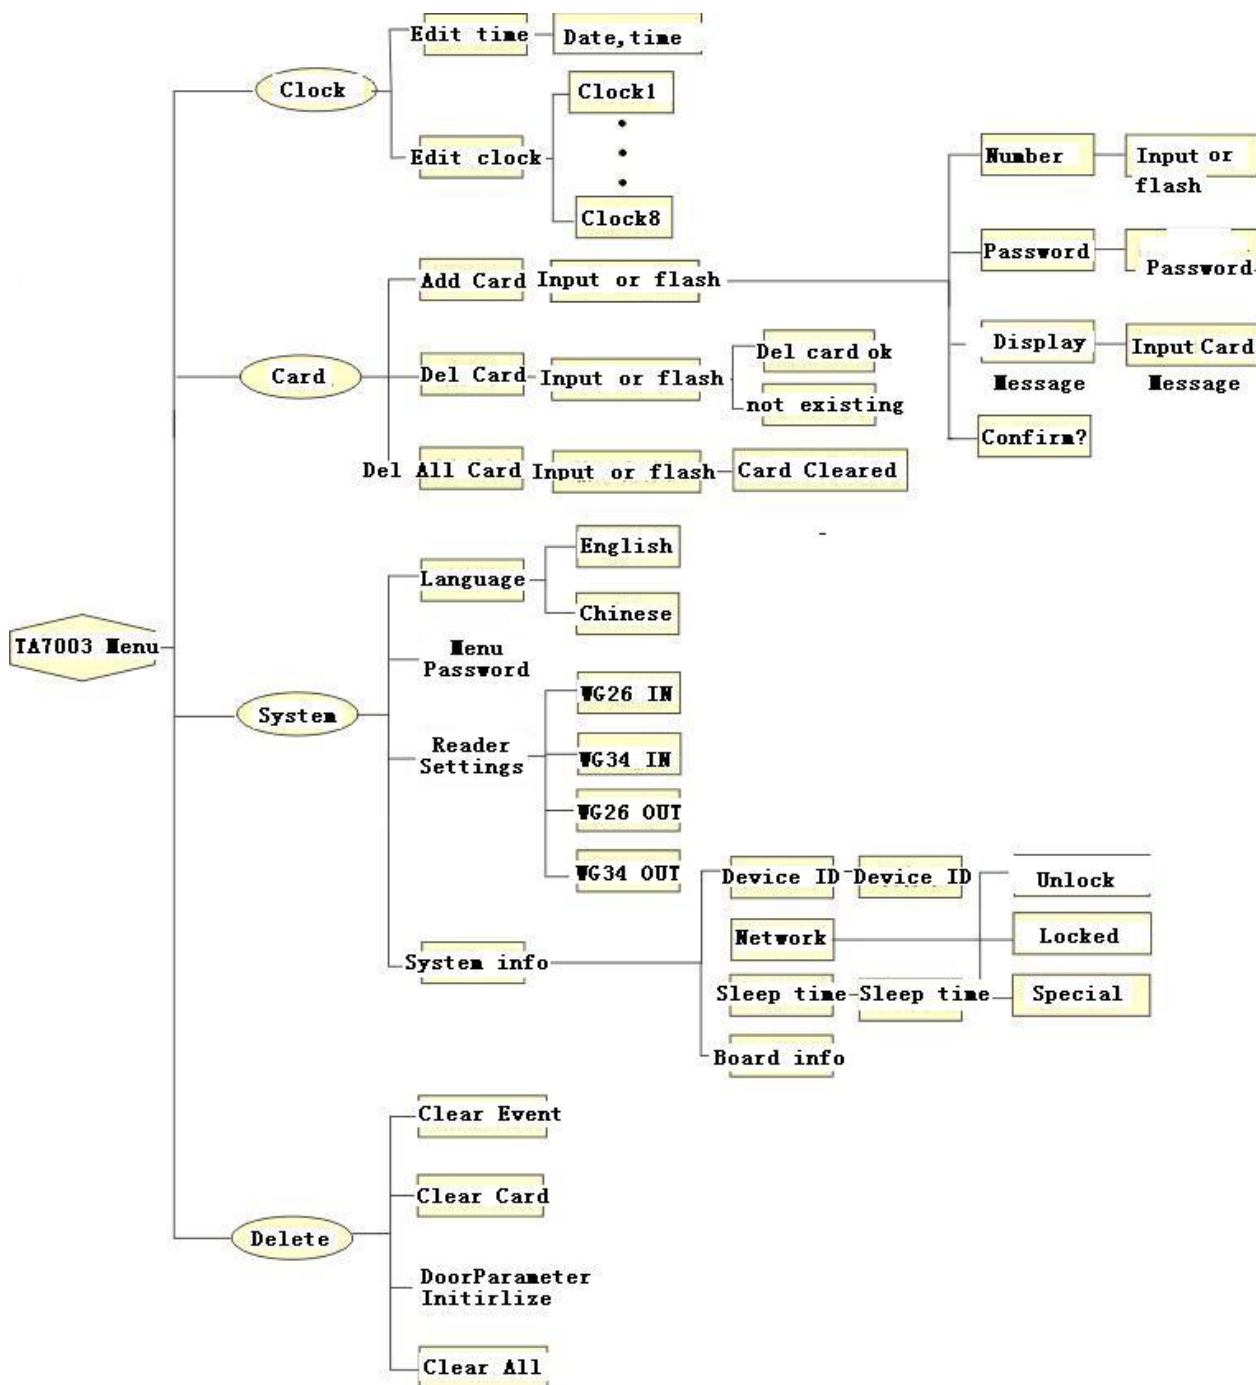 Edit time
Date,time
Clock
Clock1
Edit clock
Clock8
Number
Input or
flash
Password
Password
Add Card
Input or flash
Display
Message
Input Card
Message
Card
Del Card
Input or flash
Del card ok
not existing
Confirm?
Del All Card
Input or flash
Card Cleared
English
Language
Chinese
TA7003 Menu
Menu
Password
System
WG26 IN
Reader
Settings
WG34 IN
WG26 OUT
WG34 OUT
Device ID
Device ID
Unlock
Network
Locked
System info
Sleep time
Sleep time
Special
Board info
Clear Event
Clear Card
Delete
DoorParameter
Initirlize
Clear All